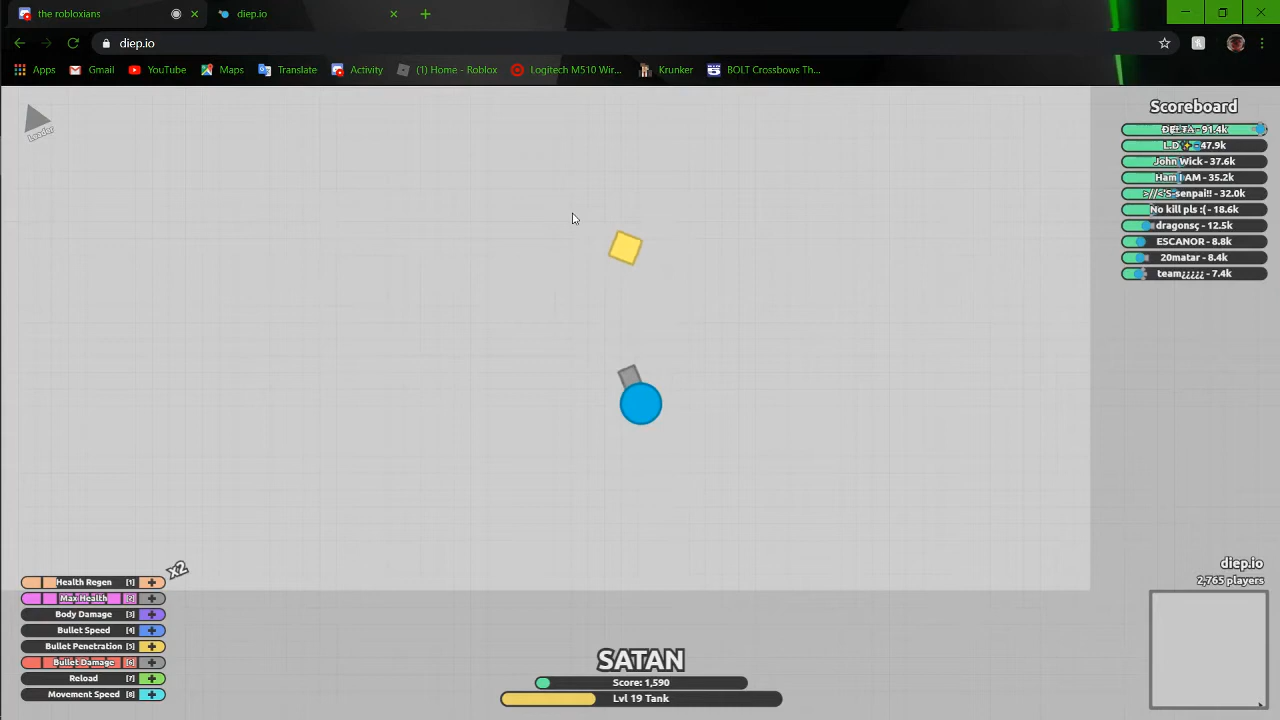 the robloxians
diep.io
diep.io
Apps
Gmail
YouTube
Maps
Translate
Activity
(1) Home - Roblox
Logitech M510 Wir...
Krunker
BOLT Crossbows Th...
Leader
Scoreboard
- 91.4k
L.D✨ - 47.9k
John Wick - 37.6k
Ham I AM - 35.2k
>//<'S-senpai!! - 32.0k
No kill pls :( - 18.6k
dragonsç - 12.5k
ESCANOR - 8.8k
20matar - 8.4k
team¿¿¿¿¿ - 7.4k
x2
Health Regen [1]
Max Health [2]
Body Damage [3]
Bullet Speed [4]
Bullet Penetration [5]
Bullet Damage [6]
Reload [7]
Movement Speed [8]
diep.io
2,765 players
SATAN
Score: 1,590
Lvl 19 Tank